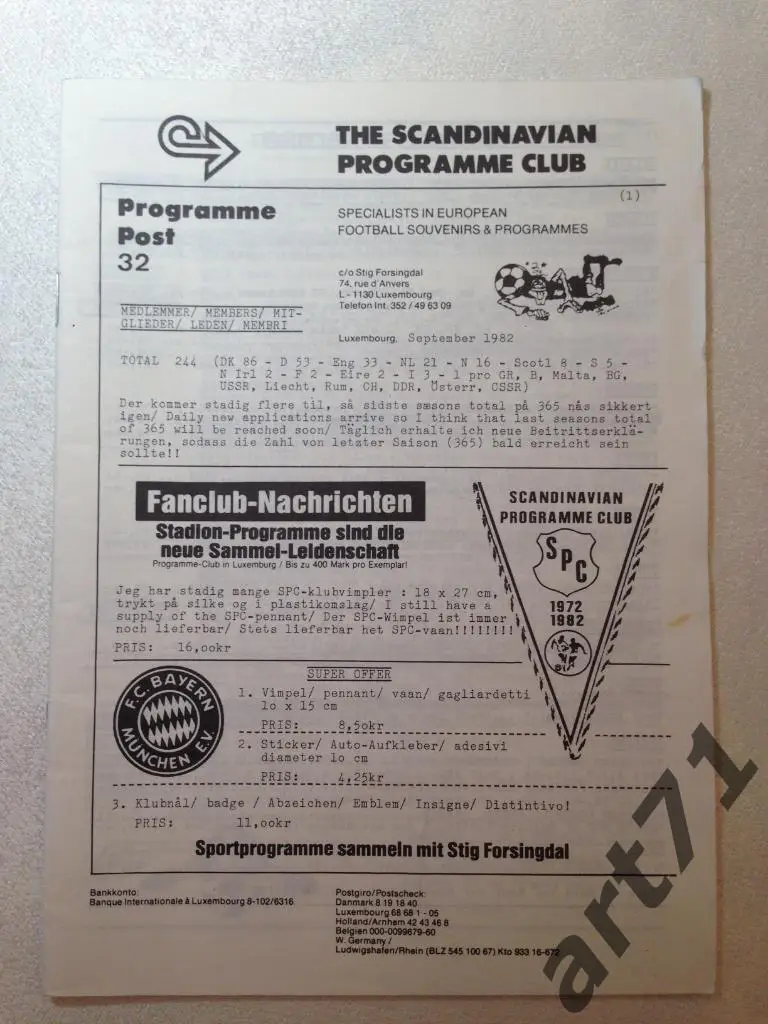 THE SCANDINAVIAN
PROGRAMME CLUB
(1)
Programme
Post
32
SPECIALISTS IN EUROPEAN
FOOTBALL SOUVENIRS & PROGRAMMES
c/o Stig Forsingdal
74, rue d'Anvers
L - 1130 Luxembourg
Telefon Int. 352 / 49 63 09
MEDLEMMER/ MEMBERS/ MIT-
GLIEDER/ LEDEN/ MEMBRI
Luxembourg, September 1982
TOTAL 244 (DK 86 - D 53 - Eng 33 - NL 21 - N 16 - Scotl 8 - S 5 -
N Irl 2 - F 2 - Eire 2 - I 3 - 1 pro GR, B, Malta, BG,
USSR, Liecht, Rum, CH, DDR, Österr, CSSR)
Der kommer stadig flere til, så sidste sæsons total på 365 nås sikkert
igen/ Daily new applications arrive so I think that last seasons total
of 365 will be reached soon/ Täglich erhalte ich neue Beitrittserklä-
rungen, sodass die Zahl von letzter Saison (365) bald erreicht sein
sollte!!
Fanclub-Nachrichten
Stadion-Programme sind die
neue Sammel-Leidenschaft
Programme-Club in Luxemburg / Bis zu 400 Mark pro Exemplar!
SCANDINAVIAN
PROGRAMME CLUB
SPC
1972
1982
Jeg har stadig mange SPC-klubvimpler : 18 x 27 cm,
trykt på silke og i plastikomslag/ I still have a
supply of the SPC-pennant/ Der SPC-Wimpel ist immer
noch lieferbar/ Stets lieferbar het SPC-vaan!!!!!!!!
PRIS: 16,ookr
SUPER OFFER
F.C. BAYERN
MÜNCHEN E.V.
1. Vimpel/ pennant/ vaan/ gagliardetti
lo x 15 cm
PRIS: 8,5okr
2. Sticker/ Auto-Aufkleber/ adesivi
diameter lo cm
PRIS: 4,25kr
3. Klubnål/ badge / Abzeichen/ Emblem/ Insigne/ Distintivo!
PRIS: 11,ookr
Sportprogramme sammeln mit Stig Forsingdal
Bankkonto:
Banque Internationale à Luxembourg 8-102/6316
Postgiro/Postscheck:
Danmark 8 19 18 40
Luxembourg 68 68 1 - 05
Holland/Arnhem 42 43 46 8
Belgien 000-0099679-60
W. Germany /
Ludwigshafen/Rhein (BLZ 545 100 67) Kto 933 16-672
art71